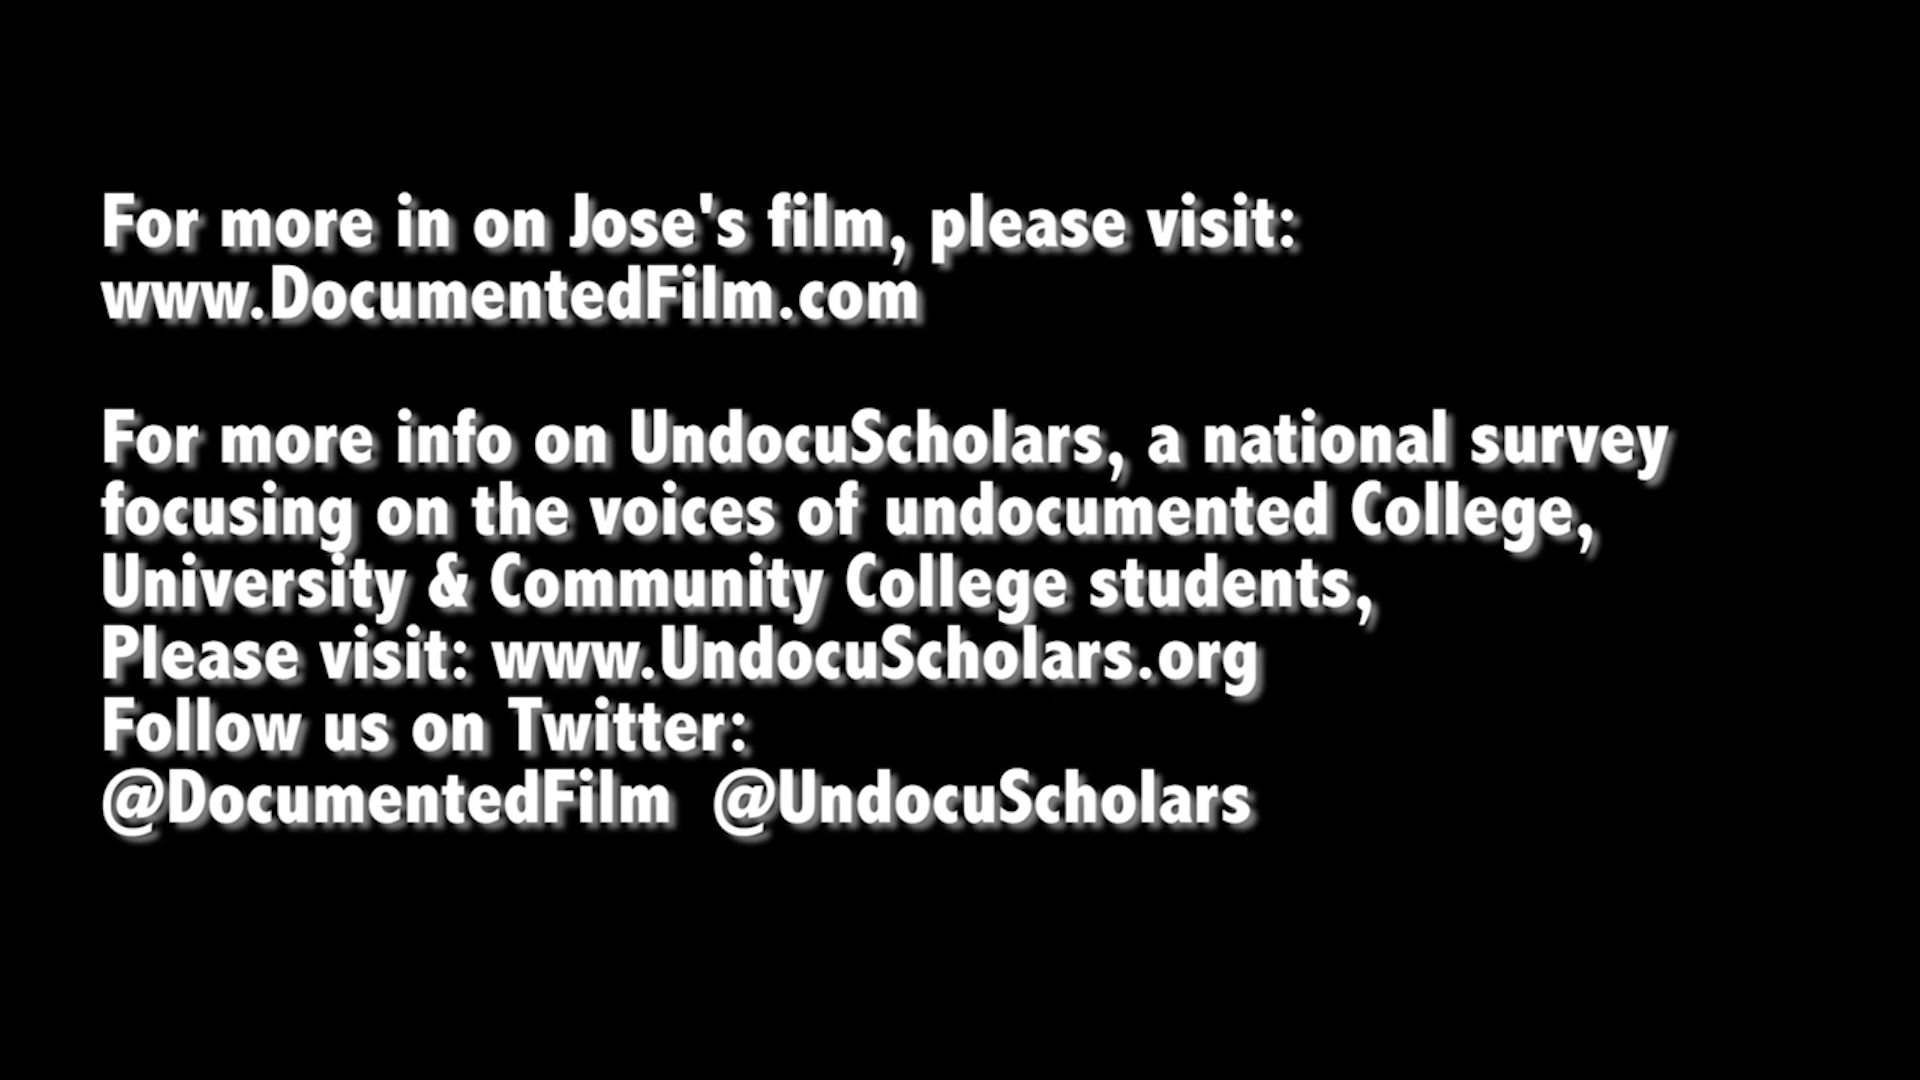 For more in on Jose's film, please visit:
www.DocumentedFilm.com
For more info on UndocuScholars, a national survey
focusing on the voices of undocumented College,
University & Community College students,
Please visit: www.UndocuScholars.org
Follow us on Twitter:
@DocumentedFilm @UndocuScholars